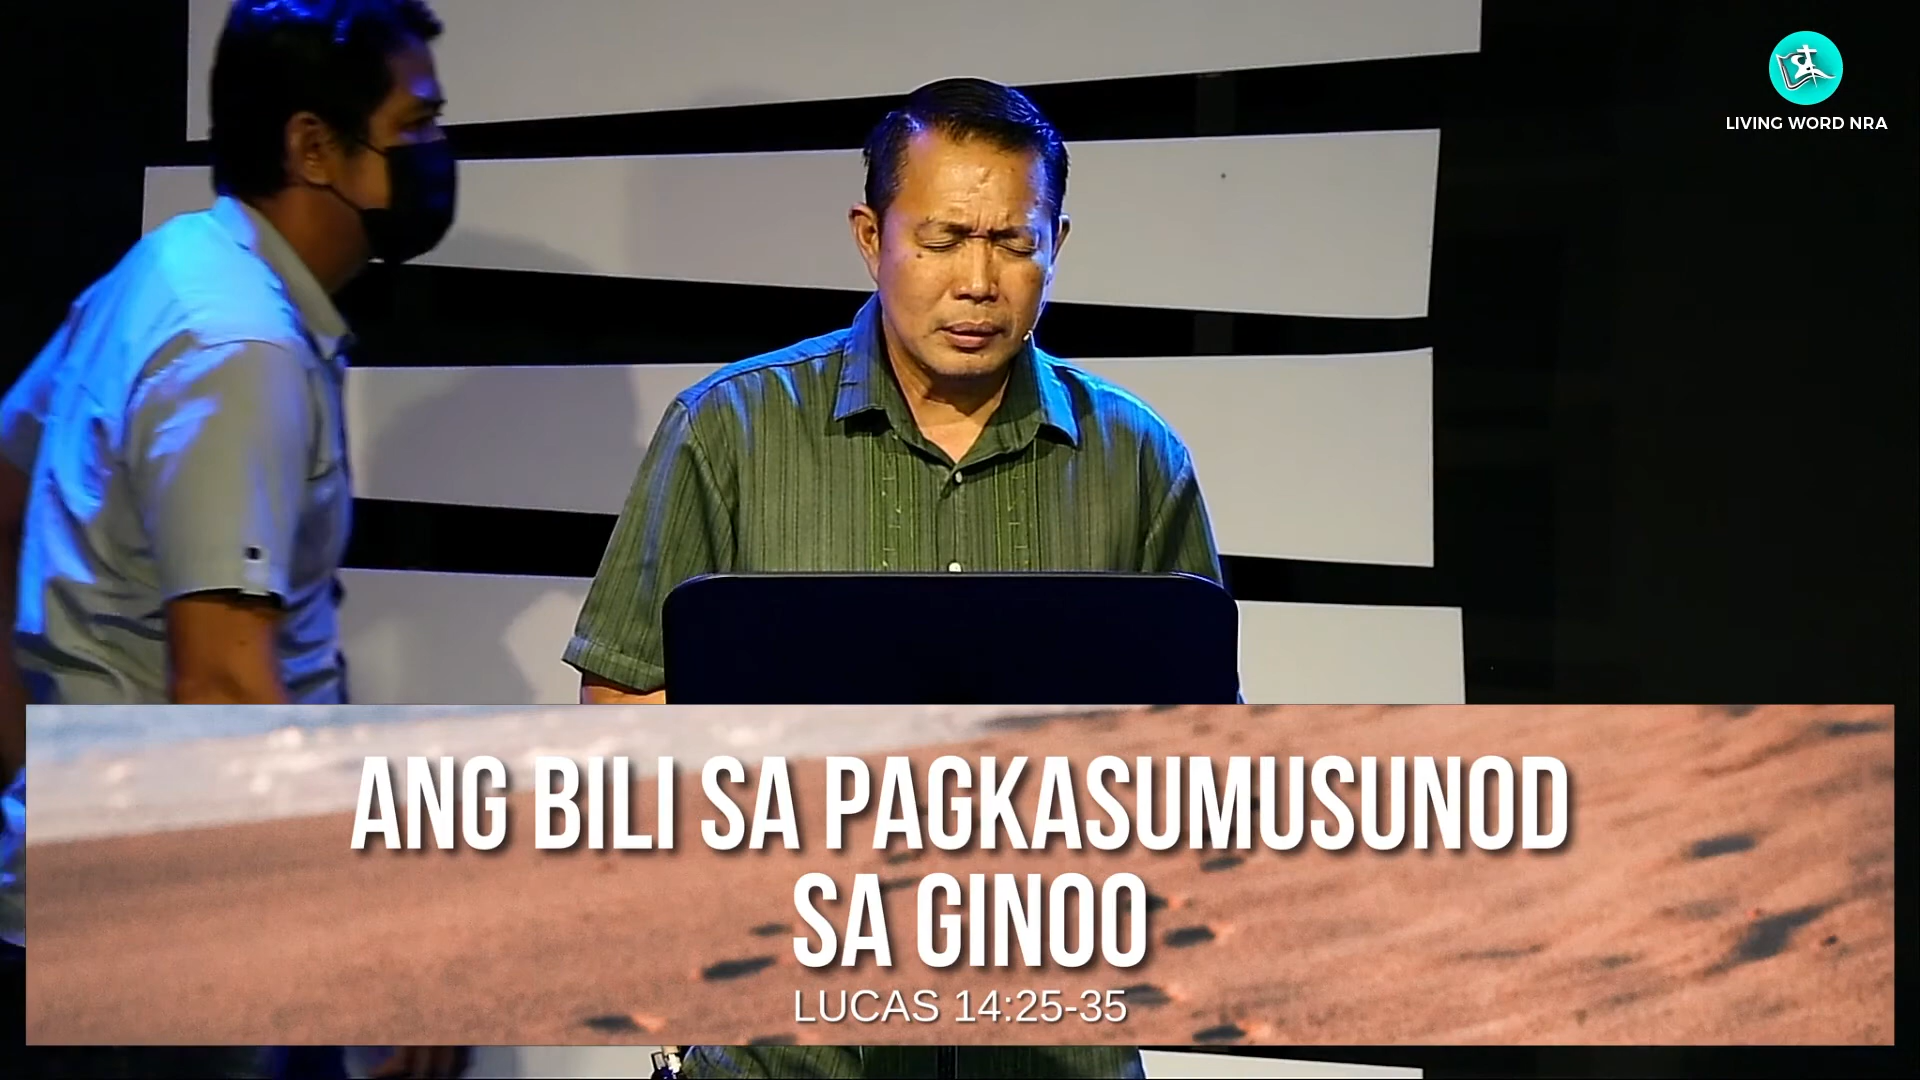 LIVING WORD NRA
ANG BILI SA PAGKASUMUSUNOD
SA GINOO
LUCAS 14:25-35